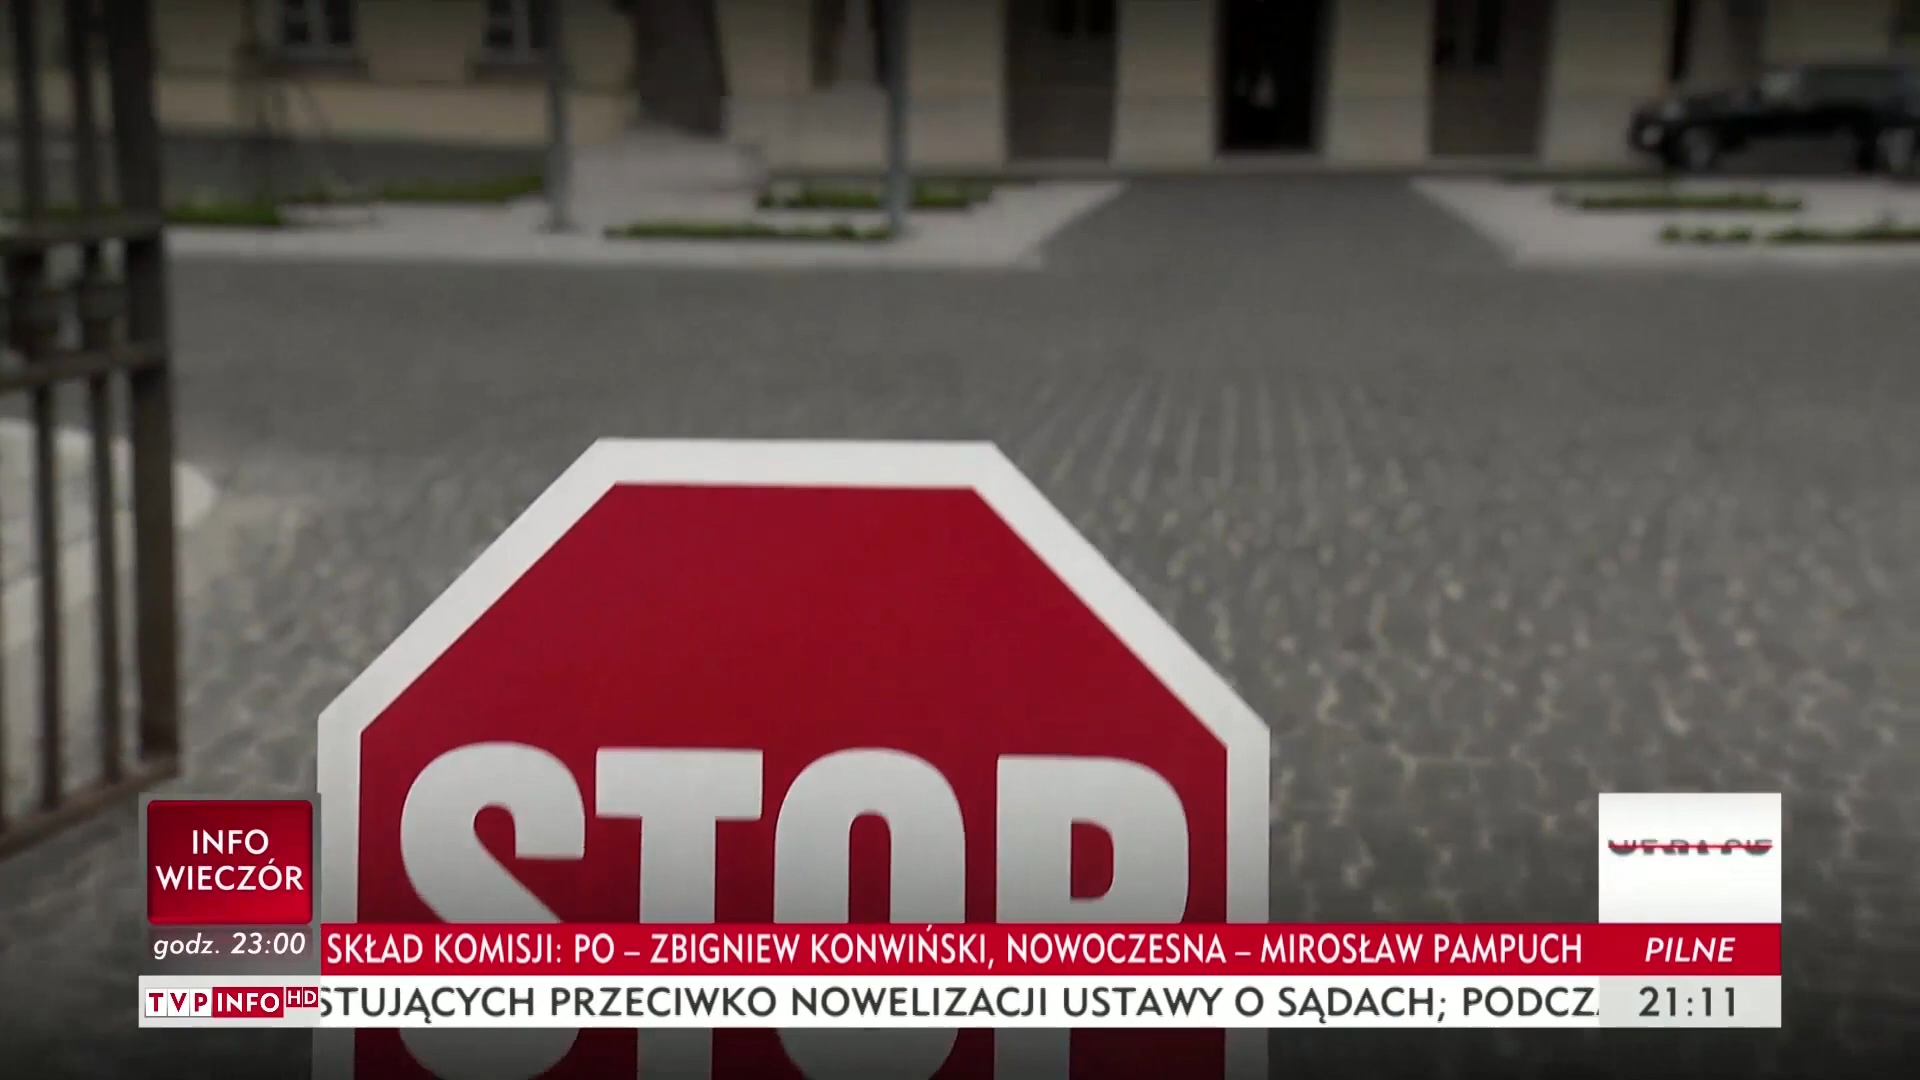 STOP
INFO
WIECZÓR
godz. 23:00
SKŁAD KOMISJI: PO – ZBIGNIEW KONWIŃSKI, NOWOCZESNA – MIROSŁAW PAMPUCH
PILNE
TVP INFO HD
STUJĄCYCH PRZECIWKO NOWELIZACJI USTAWY O SĄDACH; PODCZA
21:11